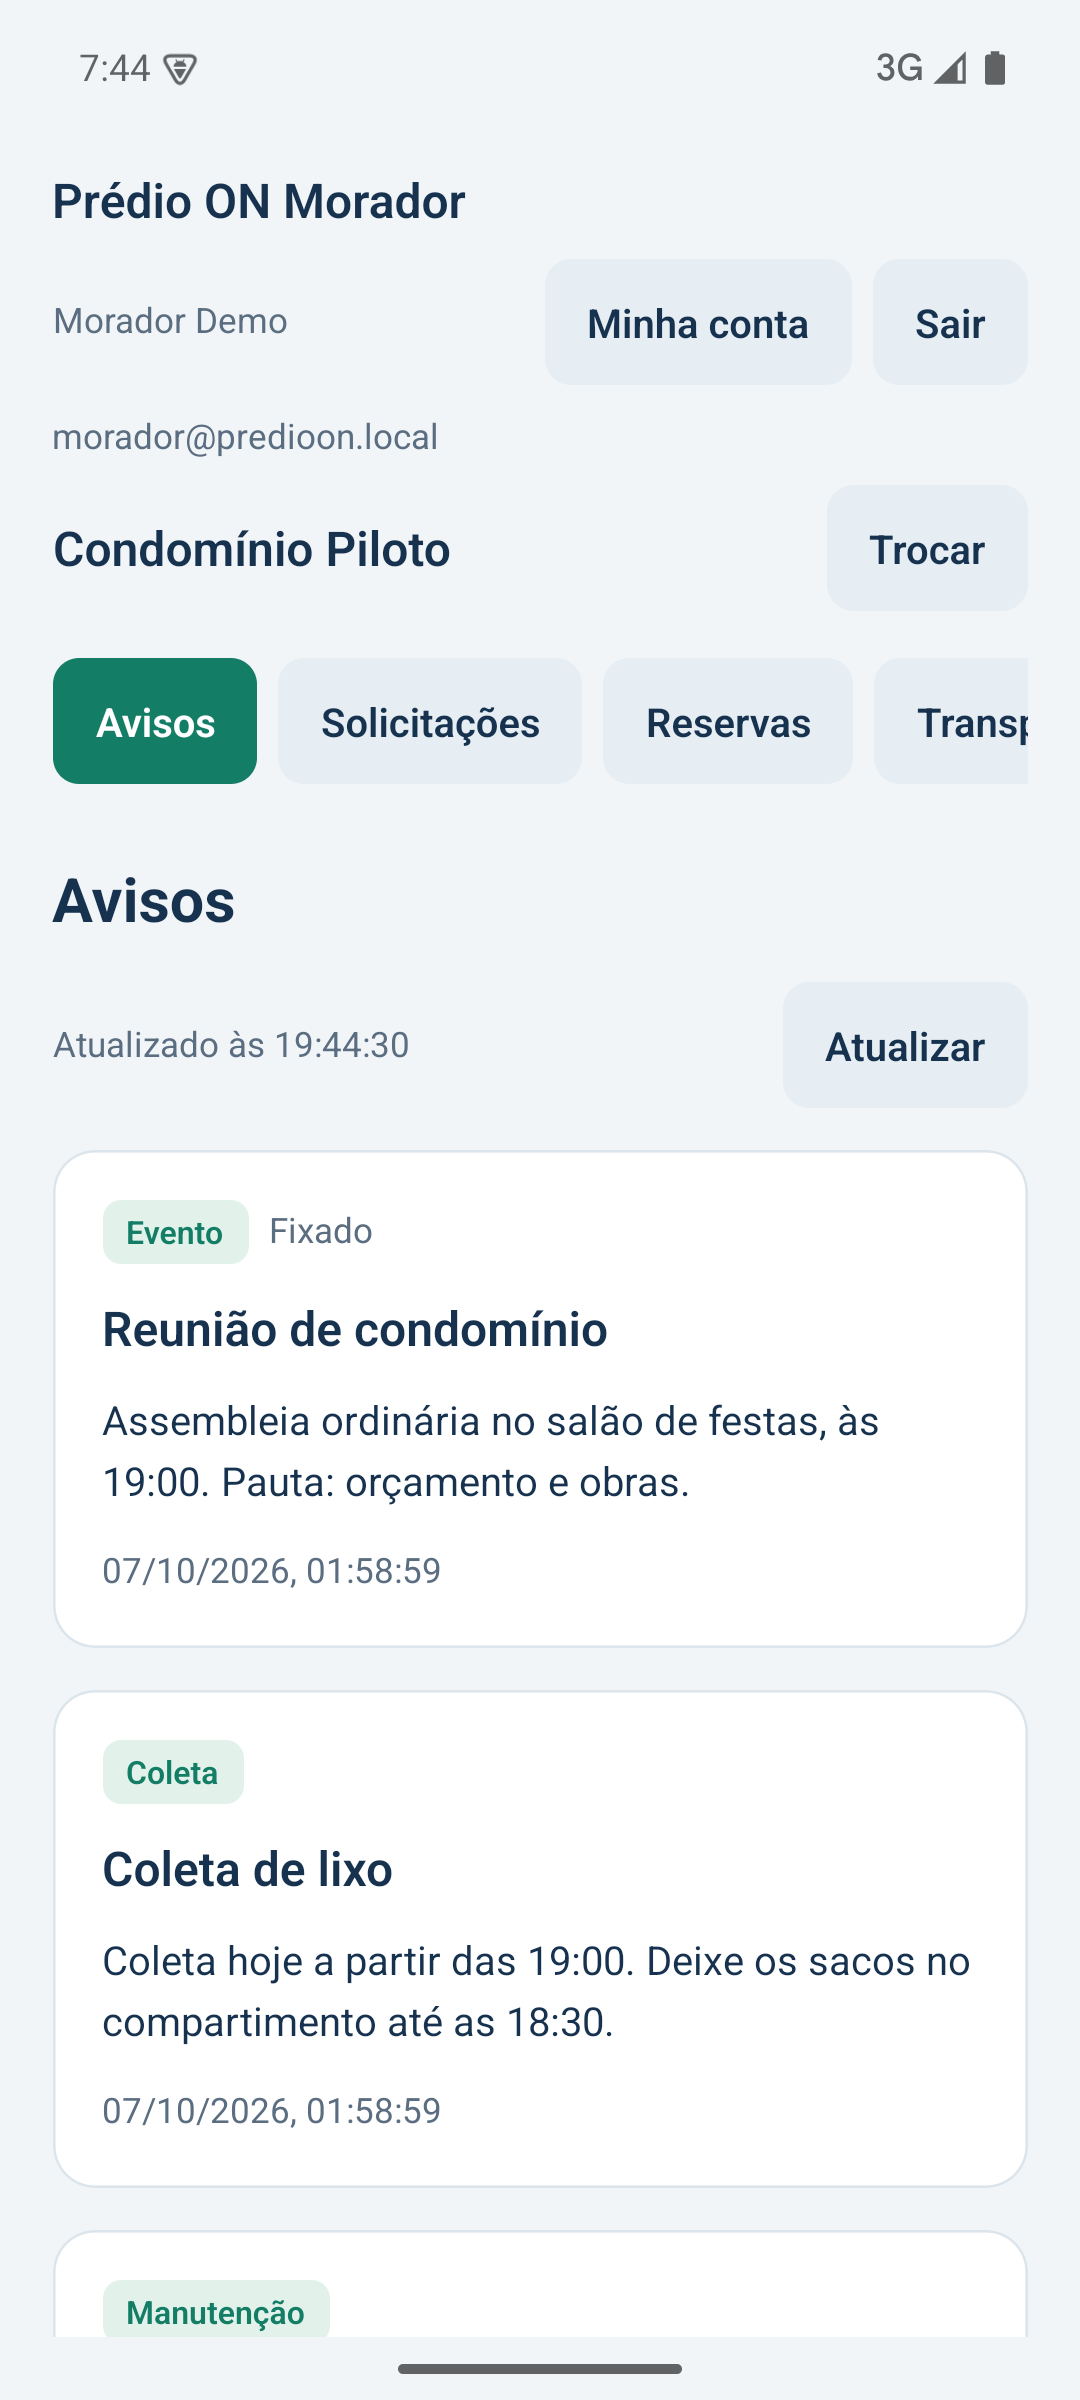 7:44
3G
Prédio ON Morador
Morador Demo
Minha conta
Sair
morador@predioon.local
Condomínio Piloto
Trocar
Avisos
Solicitações
Reservas
Transp
Avisos
Atualizado às 19:44:30
Atualizar
Evento
Fixado
Reunião de condomínio
Assembleia ordinária no salão de festas, às
19:00. Pauta: orçamento e obras.
07/10/2026, 01:58:59
Coleta
Coleta de lixo
Coleta hoje a partir das 19:00. Deixe os sacos no
compartimento até as 18:30.
07/10/2026, 01:58:59
Manutenção